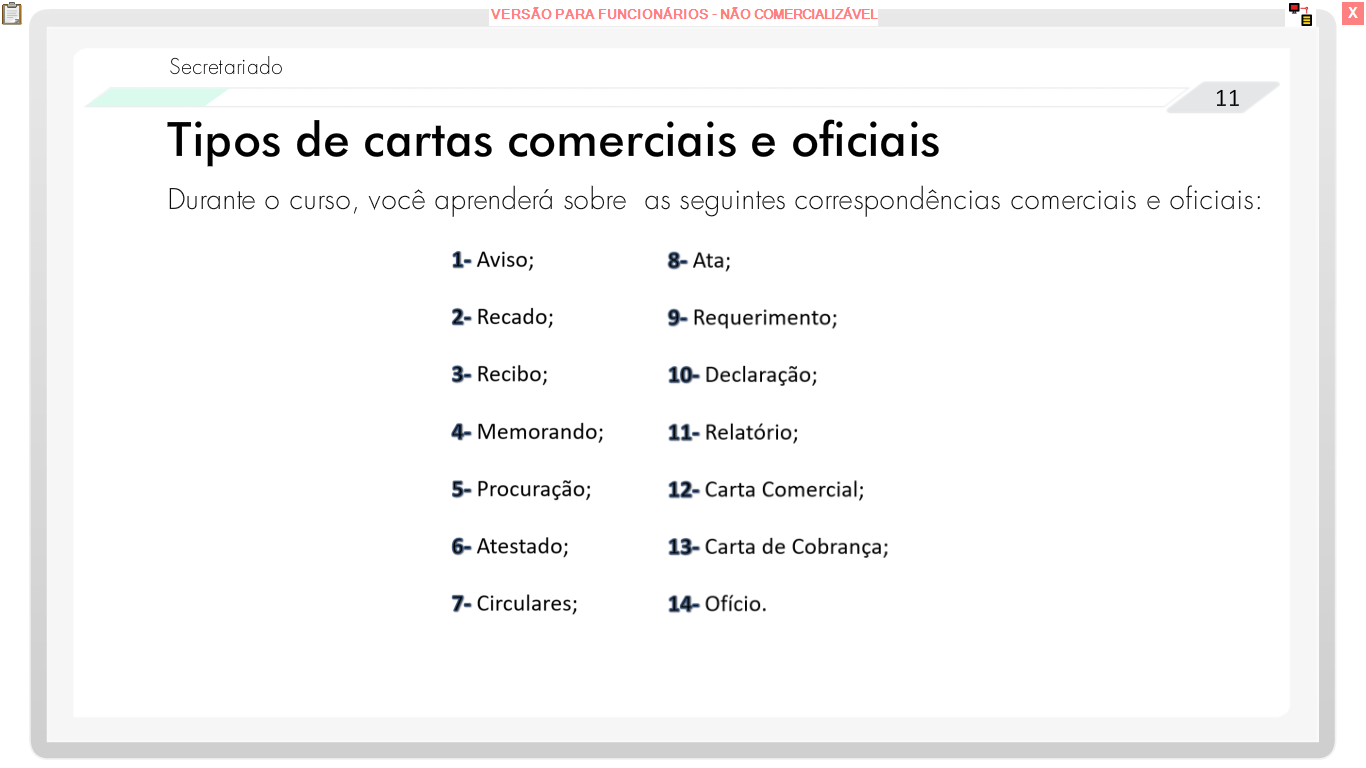 VERSÃO PARA FUNCIONÁRIOS - NÃO COMERCIALIZÁVEL
X
Secretariado
11
Tipos de cartas comerciais e oficiais
Durante o curso, você aprenderá sobre  as seguintes correspondências comerciais e oficiais:
1- Aviso;
2- Recado;
3- Recibo;
4- Memorando;
5- Procuração;
6- Atestado;
7- Circulares;
8- Ata;
9- Requerimento;
10- Declaração;
11- Relatório;
12- Carta Comercial;
13- Carta de Cobrança;
14- Ofício.